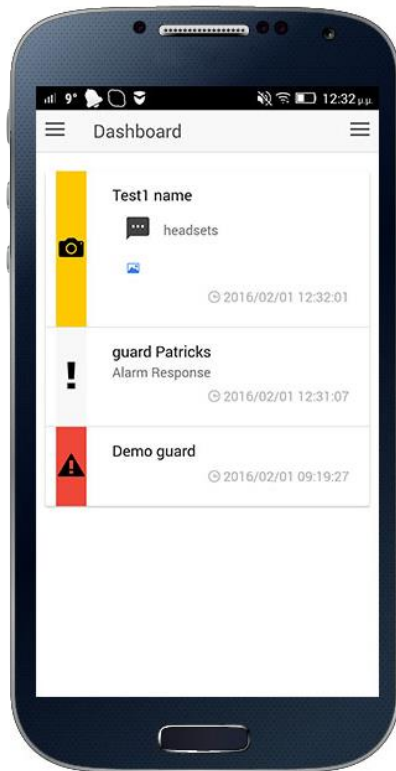 9° 12:32 μ.μ.
Dashboard
Test1 name
headsets
2016/02/01 12:32:01
guard Patricks
Alarm Response
2016/02/01 12:31:07
Demo guard
2016/02/01 09:19:27